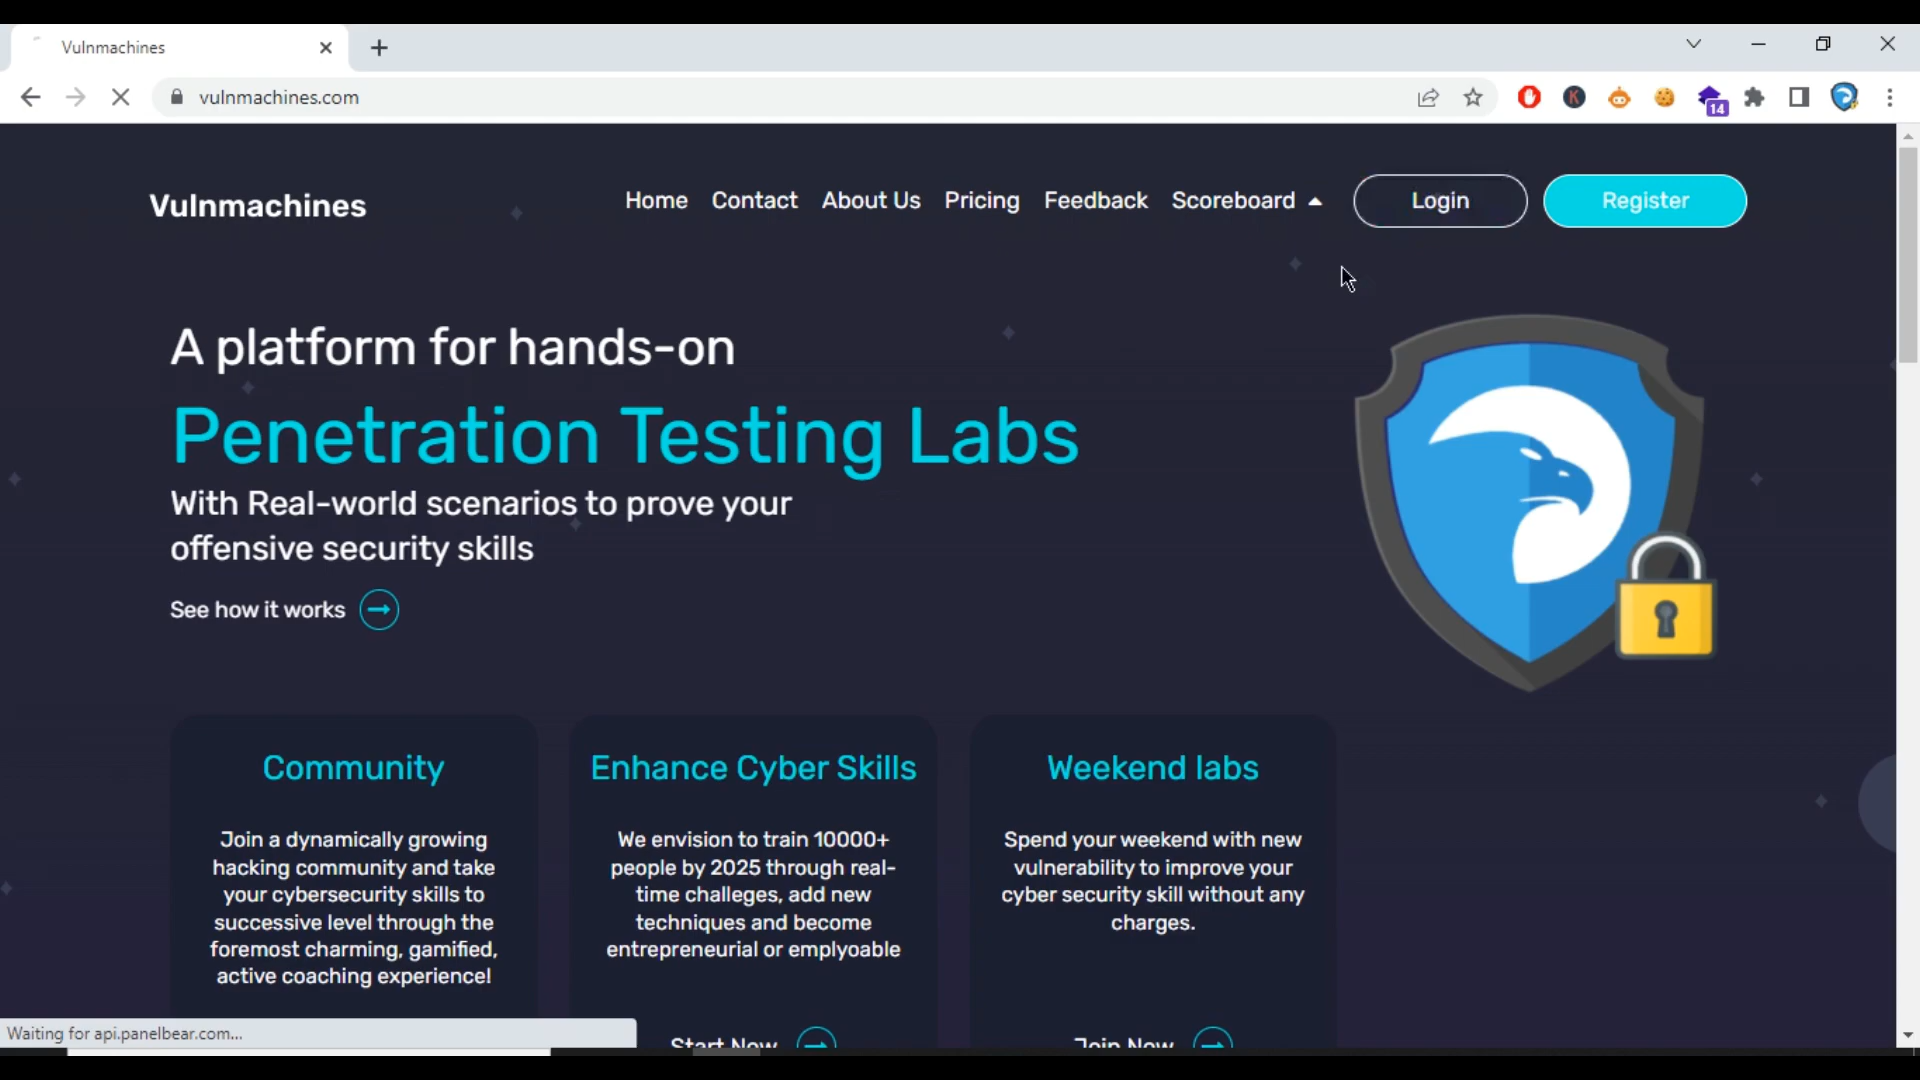 Vulnmachines
vulnmachines.com
14
Vulnmachines
Home Contact About Us Pricing Feedback Scoreboard Login Register
A platform for hands-on
Penetration Testing Labs
With Real-world scenarios to prove your
offensive security skills
See how it works
Community
Join a dynamically growing
hacking community and take
your cybersecurity skills to
successive level through the
foremost charming, gamified,
active coaching experience!
Enhance Cyber Skills
We envision to train 10000+
people by 2025 through real-
time challeges, add new
techniques and become
entrepreneurial or emplyoable
Start Now
Weekend labs
Spend your weekend with new
vulnerability to improve your
cyber security skill without any
charges.
Join Now
Waiting for api.panelbear.com...